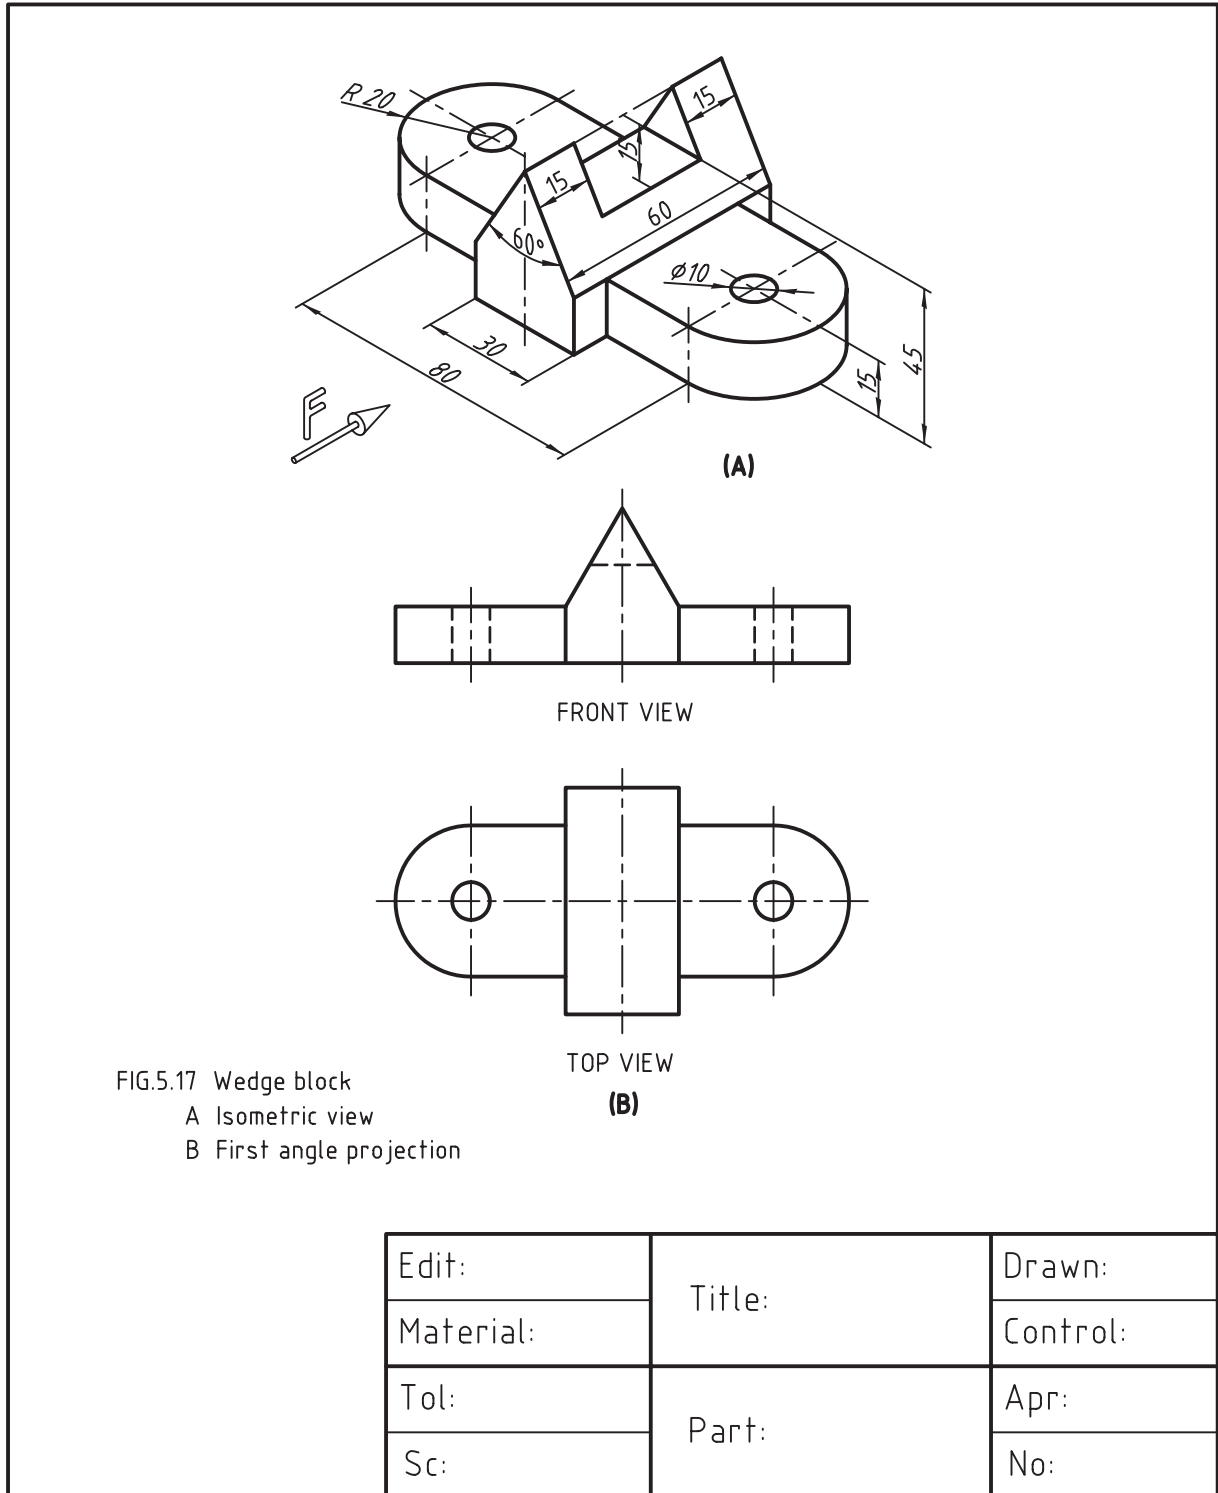 R 20
15
15
15
60
60°
ϕ10
30
80
45
15
F
(A)
FRONT VIEW
TOP VIEW
(B)
FIG.5.17 Wedge block
A Isometric view
B First angle projection
Edit:
Title:
Drawn:
Material:
Control:
Tol:
Part:
Apr:
Sc:
No: